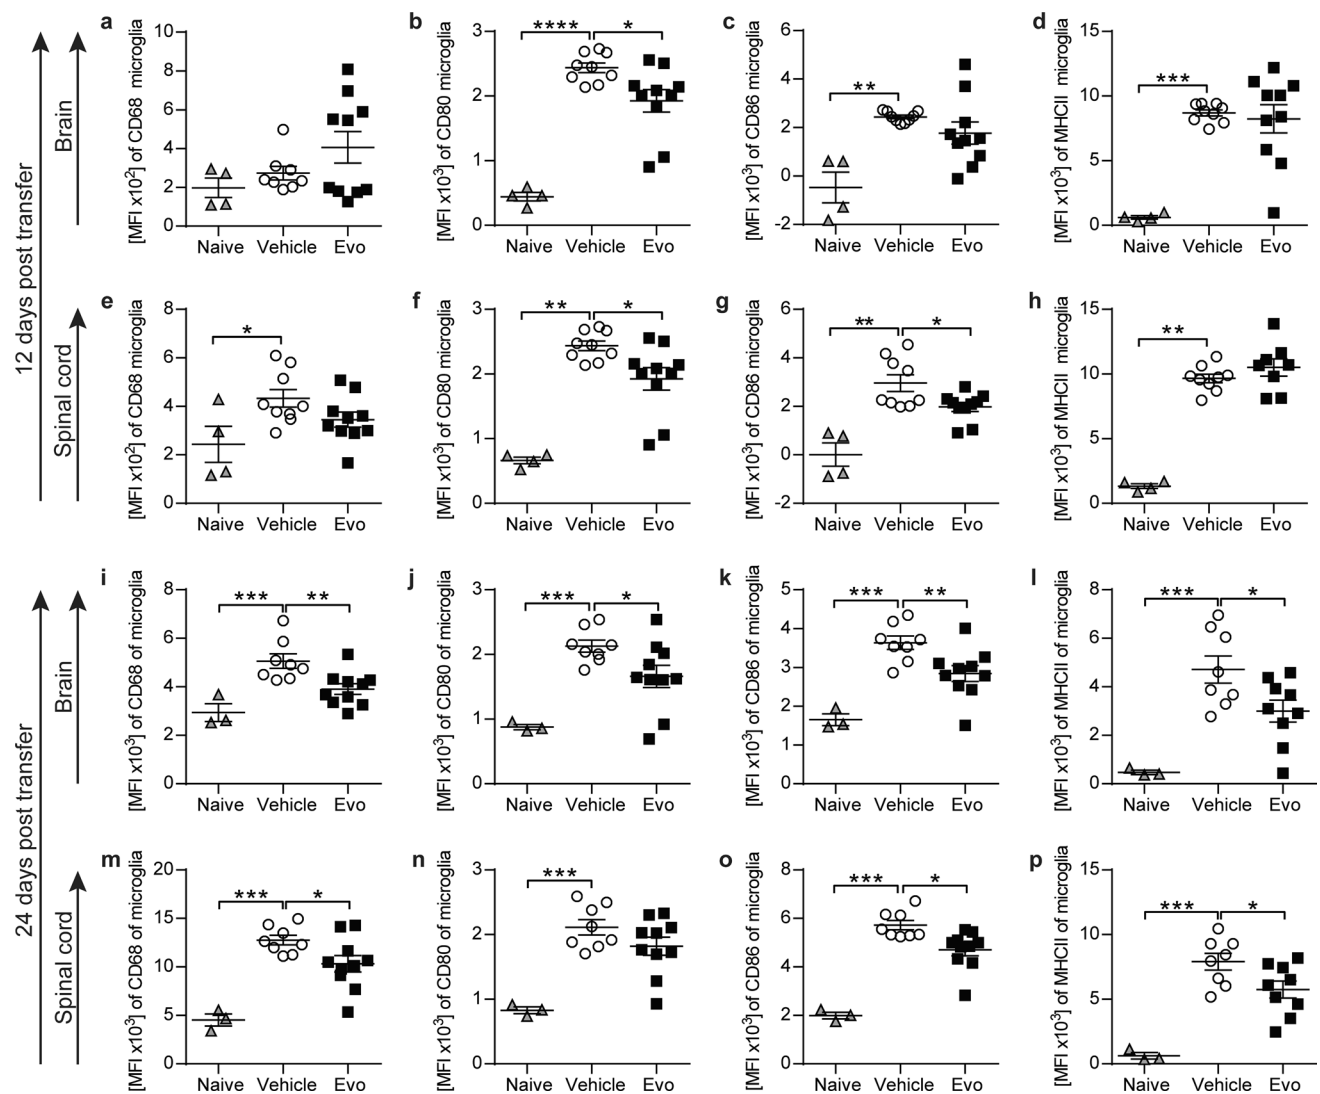 12 days post transfer
Brain
a
[MFI x10²] of CD68 microglia
10
8
6
4
2
0
Naive Vehicle Evo
b
[MFI x10³] of CD80 microglia
3
2
1
0
**** *
Naive Vehicle Evo
c
[MFI x10³] of CD86 microglia
6
4
2
0
-2
**
Naive Vehicle Evo
d
[MFI x10³] of MHCII microglia
15
10
5
0
***
Naive Vehicle Evo
Spinal cord
e
[MFI x10²] of CD68 microglia
8
6
4
2
0
*
Naive Vehicle Evo
f
[MFI x10³] of CD80 microglia
3
2
1
0
** *
Naive Vehicle Evo
g
[MFI x10³] of CD86 microglia
6
4
2
0
-2
** *
Naive Vehicle Evo
h
[MFI x10³] of MHCII microglia
15
10
5
0
**
Naive Vehicle Evo
24 days post transfer
Brain
i
[MFI x10³] of CD68 of microglia
8
6
4
2
0
*** **
Naive Vehicle Evo
j
[MFI x10³] of CD80 of microglia
3
2
1
0
*** *
Naive Vehicle Evo
k
[MFI x10³] of CD86 of microglia
5
4
3
2
1
0
*** **
Naive Vehicle Evo
l
[MFI x10³] of MHCII of microglia
8
6
4
2
0
*** *
Naive Vehicle Evo
Spinal cord
m
[MFI x10³] of CD68 of microglia
20
15
10
5
0
*** *
Naive Vehicle Evo
n
[MFI x10³] of CD80 of microglia
3
2
1
0
***
Naive Vehicle Evo
o
[MFI x10³] of CD86 of microglia
8
6
4
2
0
*** *
Naive Vehicle Evo
p
[MFI x10³] of MHCII of microglia
15
10
5
0
*** *
Naive Vehicle Evo